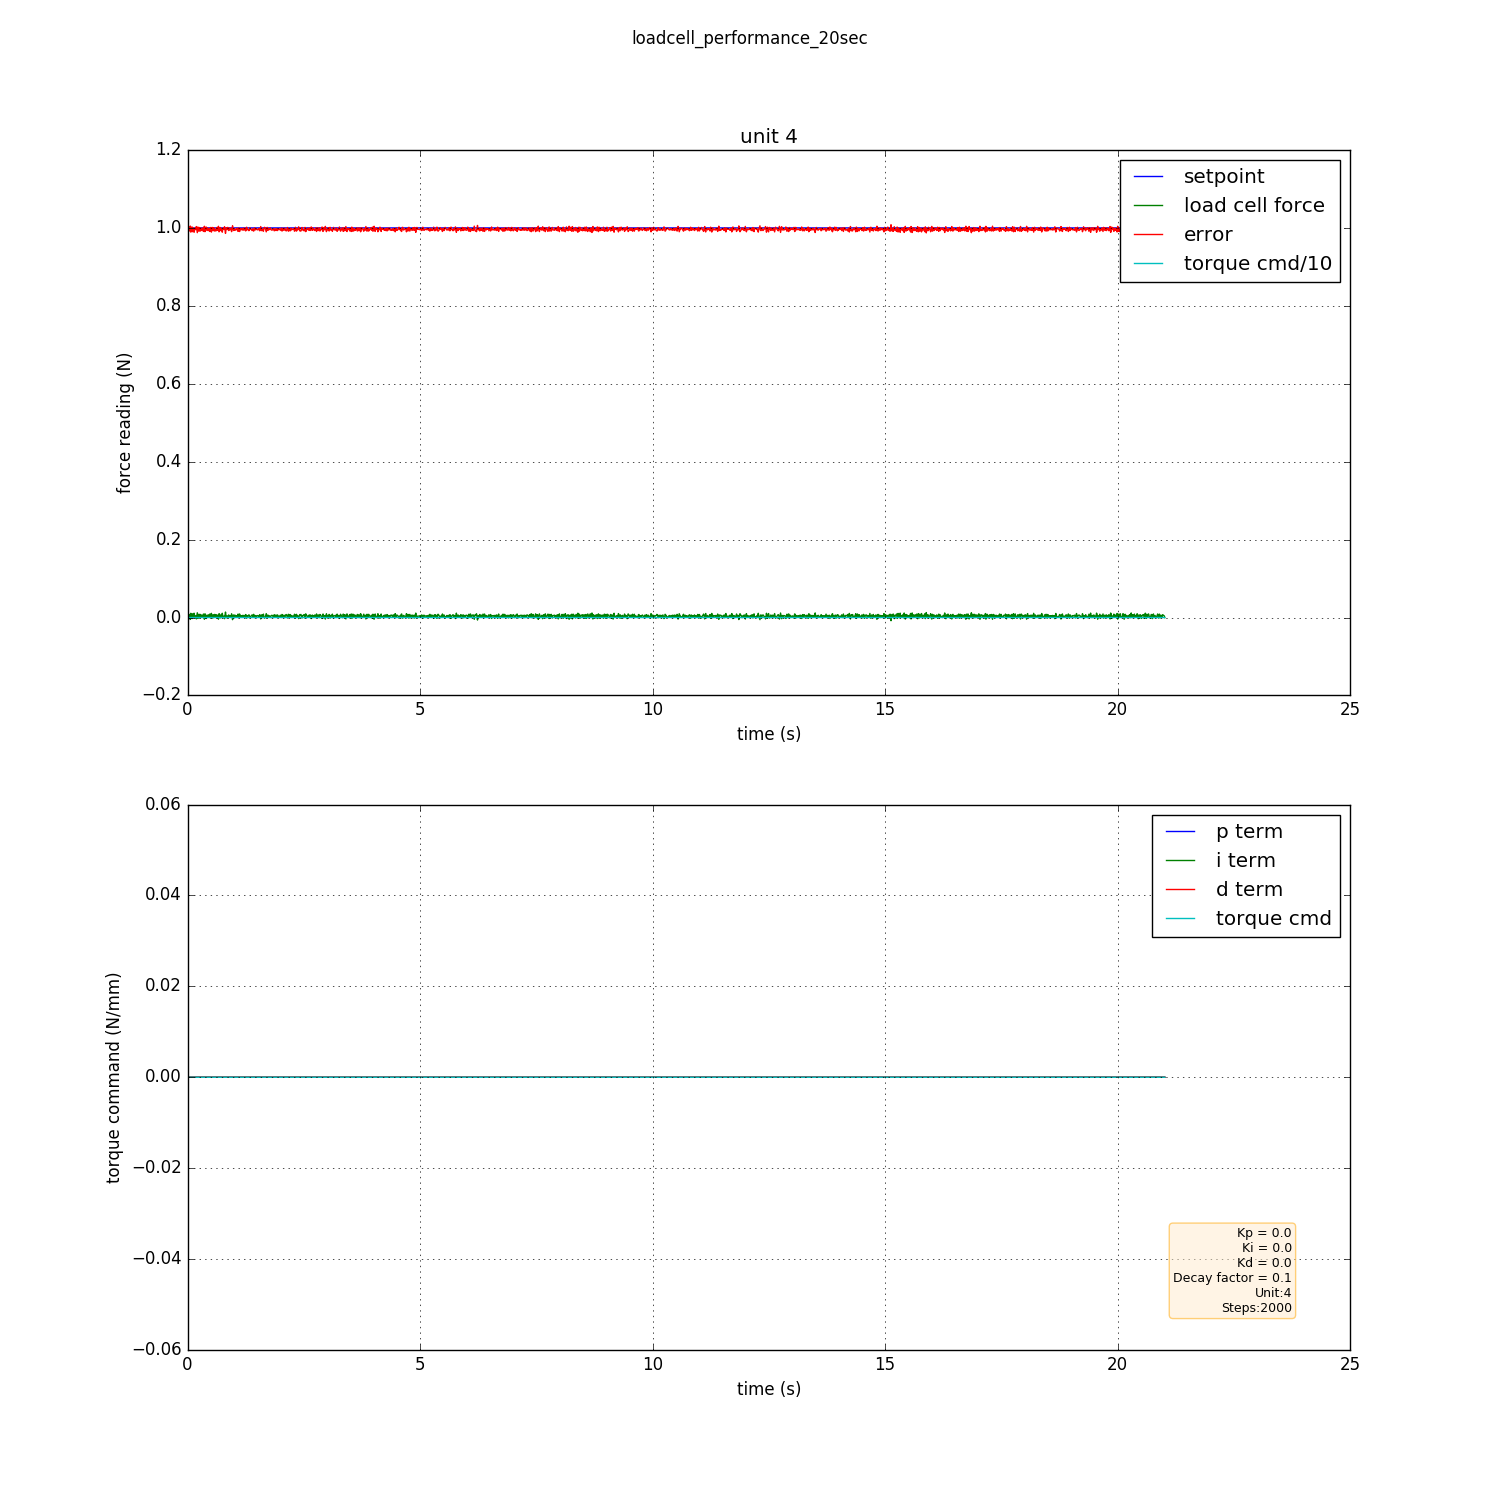 loadcell_performance_20sec
unit 4
1.2
1.0
0.8
0.6
0.4
0.2
0.0
−0.2
force reading (N)
setpoint
load cell force
error
torque cmd/10
0 5 10 15 20 25
time (s)
0.06
0.04
0.02
0.00
−0.02
−0.04
−0.06
torque command (N/mm)
p term
i term
d term
torque cmd
Kp = 0.0
Ki = 0.0
Kd = 0.0
Decay factor = 0.1
Unit:4
Steps:2000
0 5 10 15 20 25
time (s)